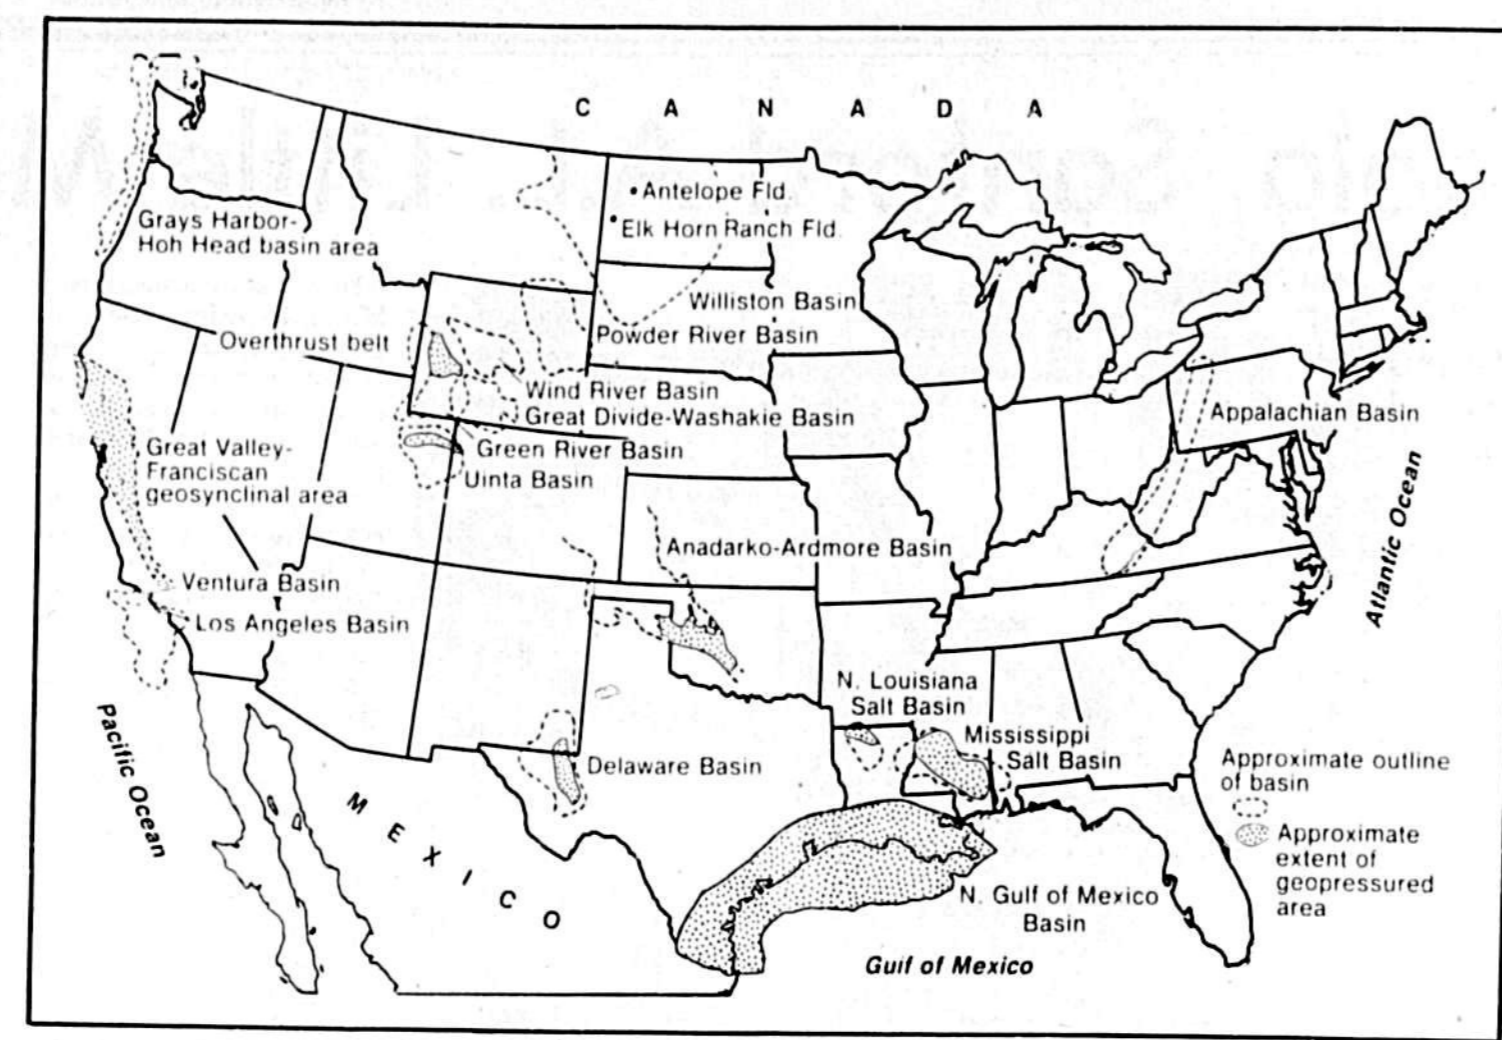 C A N A D A
Antelope Fld.
Elk Horn Ranch Fld.
Grays Harbor-
Hoh Head basin area
Williston Basin
Powder River Basin
Overthrust belt
Wind River Basin
Great Divide-Washakie Basin
Appalachian Basin
Green River Basin
Uinta Basin
Great Valley-
Franciscan
geosynclinal area
Anadarko-Ardmore Basin
Atlantic Ocean
Ventura Basin
Los Angeles Basin
N. Louisiana
Salt Basin
Mississippi
Salt Basin
Delaware Basin
Pacific Ocean
M E X I C O
Approximate outline
of basin
Approximate
extent of
geopressured
area
N. Gulf of Mexico
Basin
Gulf of Mexico